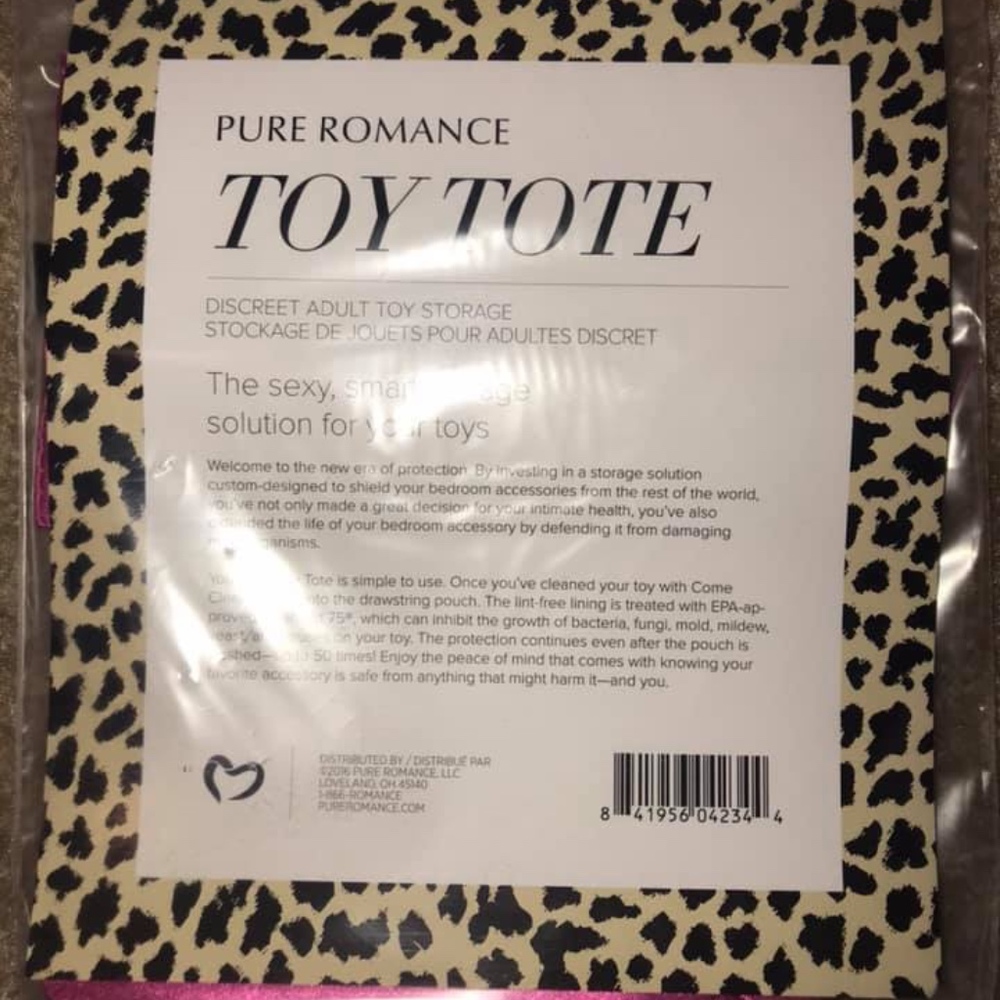 PURE ROMANCE
TOY TOTE
DISCREET ADULT TOY STORAGE
STOCKAGE DE JOUETS POUR ADULTES DISCRET
The sexy, smart
solution for your toys
Welcome to the new era of protection. By investing in a storage solution
custom-designed to shield your bedroom accessories from the rest of the world,
you've not only made a great decision for your intimate health, you've also
extended the life of your bedroom accessory by defending it from damaging
Tote is simple to use. Once you've cleaned your toy with Come
into the drawstring pouch. The lint-free lining is treated with EPA-ap-
75®, which can inhibit the growth of bacteria, fungi, mold, mildew,
on your toy. The protection continues even after the pouch is
washed—up to 50 times! Enjoy the peace of mind that comes with knowing your
favorite accessory is safe from anything that might harm it—and you.
DISTRIBUTED BY / DISTRIBUÉ PAR
©2016 PURE ROMANCE, LLC
LOVELAND, OH 45140
1-866-ROMANCE
PUREROMANCE.COM
8 41956 04234 4